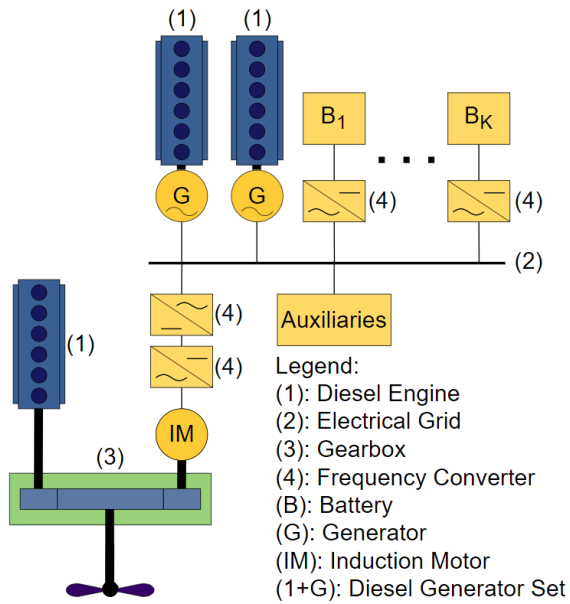 (1)
(1)
B1
BK
G
G
(4)
(4)
(2)
(1)
(4)
Auxiliaries
(4)
IM
(3)
Legend:
(1): Diesel Engine
(2): Electrical Grid
(3): Gearbox
(4): Frequency Converter
(B): Battery
(G): Generator
(IM): Induction Motor
(1+G): Diesel Generator Set